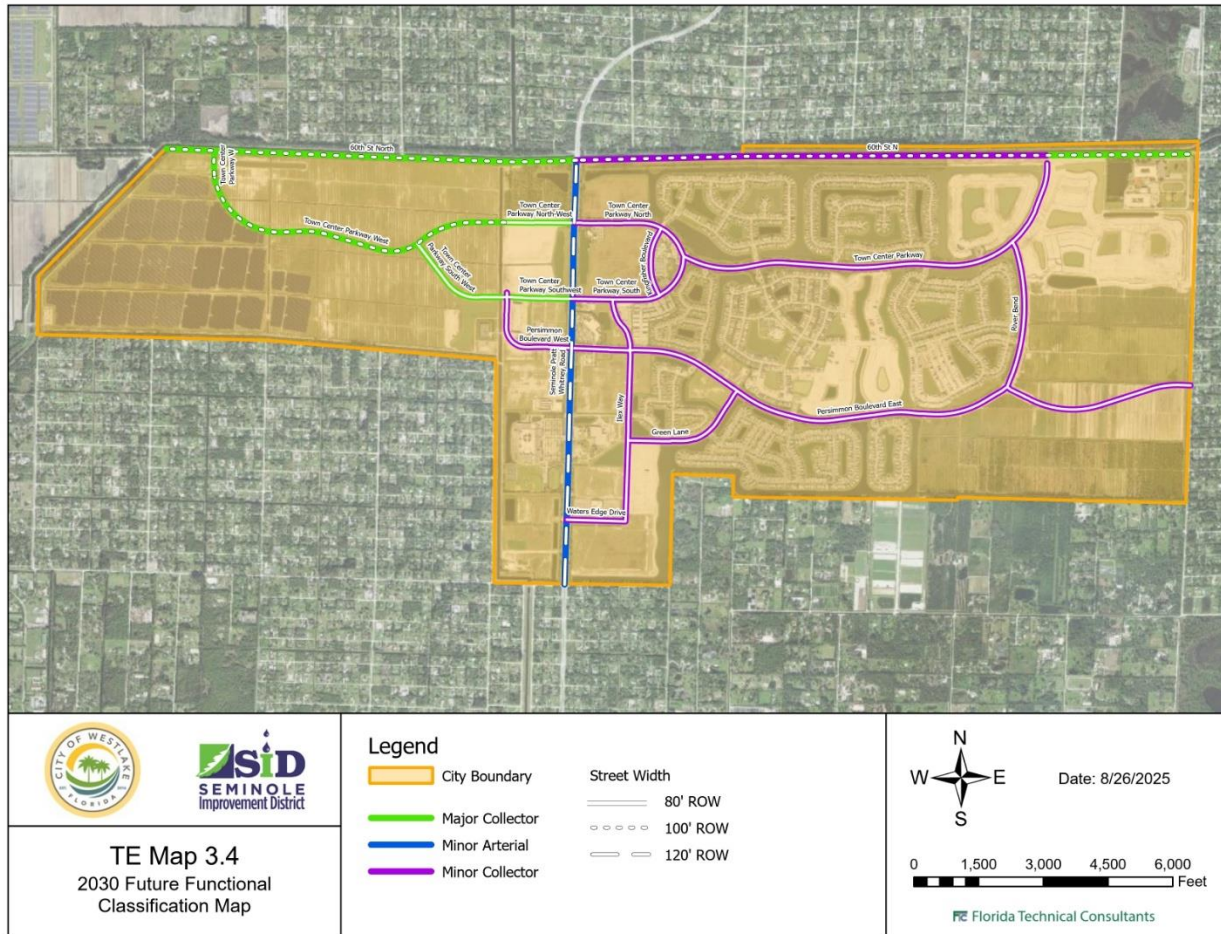 60th St North
60th St N
Town Center
Parkway W
Town Center
Parkway North-West
Town Center
Parkway North
Kingfisher Boulevard
Town Center Parkway West
Town Center
Parkway South West
Town Center Parkway
Town Center
Parkway Southwest
Town Center
Parkway South
River Bend
Persimmon
Boulevard West
Seminole Pratt
Whitney Road
Ilex Way
Persimmon Boulevard East
Green Lane
Waters Edge Drive
CITY OF WESTLAKE
FLORIDA
SID
SEMINOLE
Improvement District
TE Map 3.4
2030 Future Functional
Classification Map
Legend
City Boundary
Major Collector
Minor Arterial
Minor Collector
Street Width
80' ROW
100' ROW
120' ROW
N
W
E
S
Date: 8/26/2025
0 1,500 3,000 4,500 6,000
Feet
Florida Technical Consultants